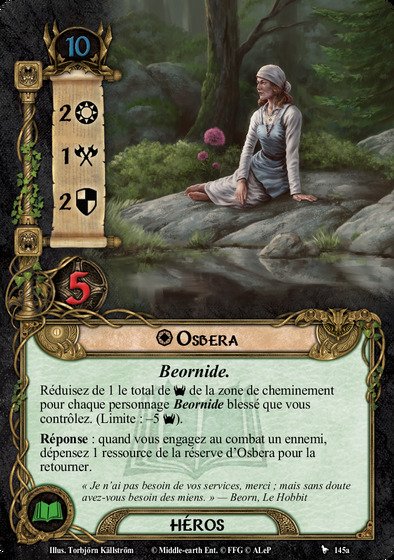 10
2
1
2
5
Osbera
Beornide.
Réduisez de 1 le total de de la zone de cheminement
pour chaque personnage Beornide blessé que vous
contrôlez. (Limite : –5 ).
Réponse : quand vous engagez au combat un ennemi,
dépensez 1 ressource de la réserve d’Osbera pour la
retourner.
« Je n’ai pas besoin de vos services, merci ; mais sans doute
avez-vous besoin des miens. » — Beorn, Le Hobbit
HÉROS
Illus. Torbjörn Källström © Middle-earth Ent. © FFG © ALeP 145a